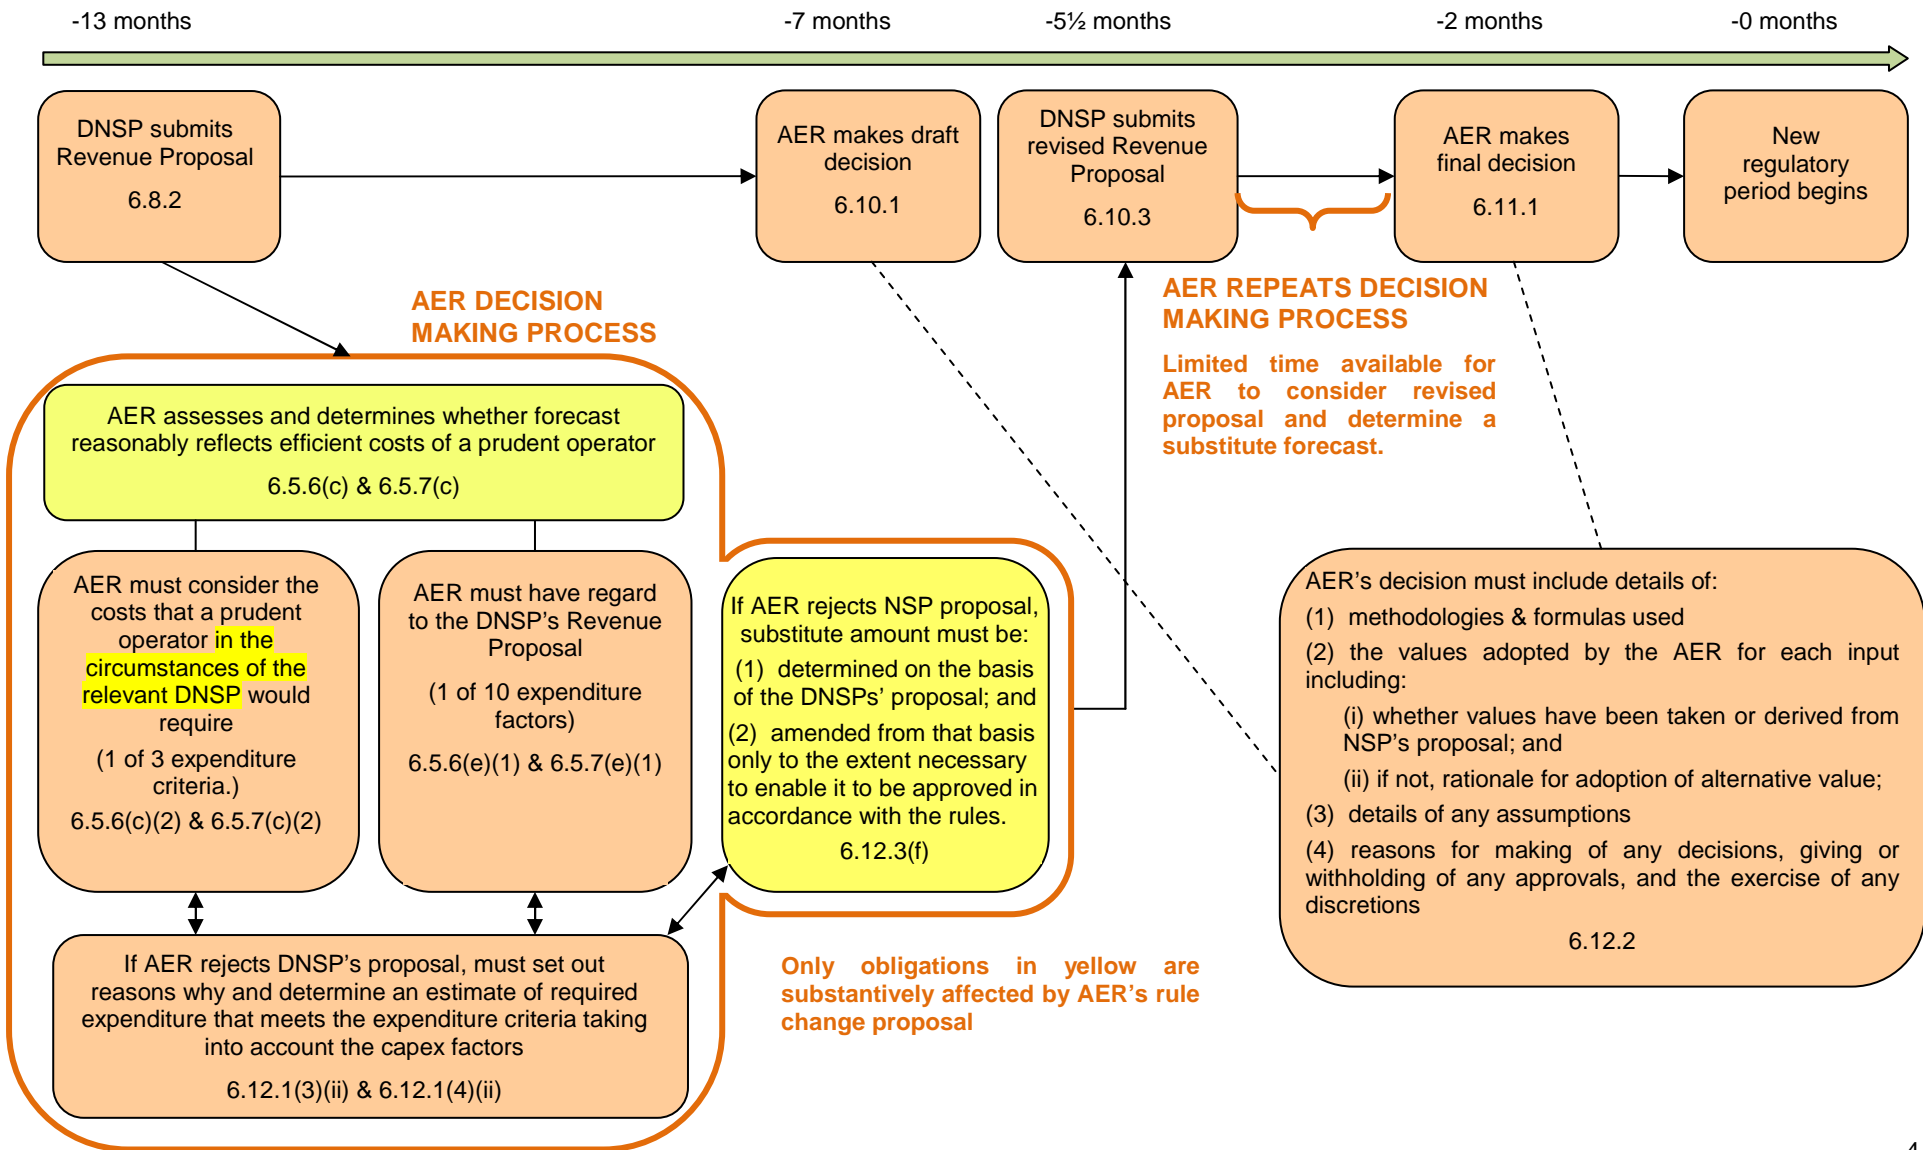 -13 months
-7 months
-5½ months
-2 months
-0 months
DNSP submits
Revenue Proposal
6.8.2
AER makes draft
decision
6.10.1
DNSP submits
revised Revenue
Proposal
6.10.3
AER makes
final decision
6.11.1
New
regulatory
period begins
AER DECISION
MAKING PROCESS
AER REPEATS DECISION
MAKING PROCESS
Limited time available for
AER to consider revised
proposal and determine a
substitute forecast.
AER assesses and determines whether forecast
reasonably reflects efficient costs of a prudent operator
6.5.6(c) & 6.5.7(c)
AER must consider the
costs that a prudent
operator in the
circumstances of the
relevant DNSP would
require
(1 of 3 expenditure
criteria.)
6.5.6(c)(2) & 6.5.7(c)(2)
AER must have regard
to the DNSP's Revenue
Proposal
(1 of 10 expenditure
factors)
6.5.6(e)(1) & 6.5.7(e)(1)
If AER rejects NSP proposal,
substitute amount must be:
(1) determined on the basis
of the DNSPs' proposal; and
(2) amended from that basis
only to the extent necessary
to enable it to be approved in
accordance with the rules.
6.12.3(f)
AER's decision must include details of:
(1) methodologies & formulas used
(2) the values adopted by the AER for each input
including:
(i) whether values have been taken or derived from
NSP's proposal; and
(ii) if not, rationale for adoption of alternative value;
(3) details of any assumptions
(4) reasons for making of any decisions, giving or
withholding of any approvals, and the exercise of any
discretions
6.12.2
If AER rejects DNSP's proposal, must set out
reasons why and determine an estimate of required
expenditure that meets the expenditure criteria taking
into account the capex factors
6.12.1(3)(ii) & 6.12.1(4)(ii)
Only obligations in yellow are
substantively affected by AER's rule
change proposal
4